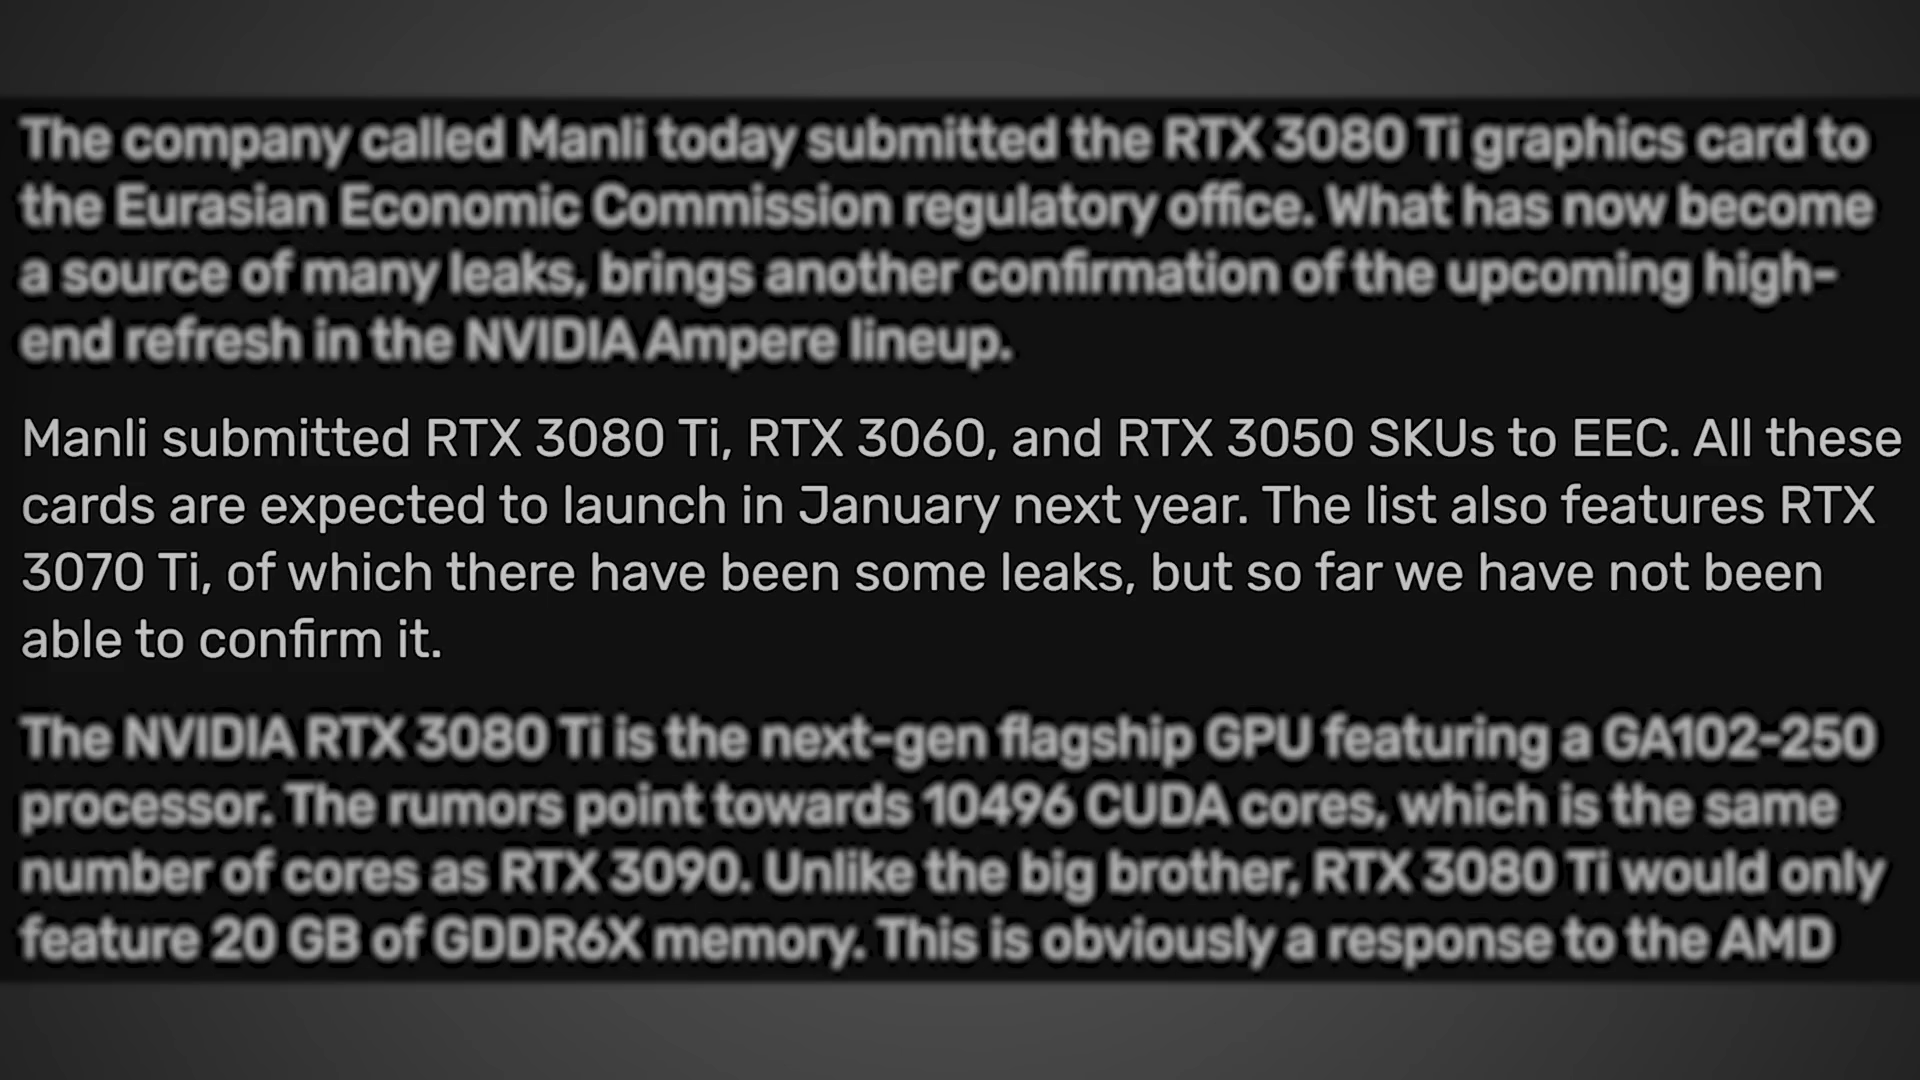 The company called Manli today submitted the RTX 3080 Ti graphics card to
the Eurasian Economic Commission regulatory office. What has now become
a source of many leaks, brings another confirmation of the upcoming high-
end refresh in the NVIDIA Ampere lineup.
Manli submitted RTX 3080 Ti, RTX 3060, and RTX 3050 SKUs to EEC. All these
cards are expected to launch in January next year. The list also features RTX
3070 Ti, of which there have been some leaks, but so far we have not been
able to confirm it.
The NVIDIA RTX 3080 Ti is the next-gen flagship GPU featuring a GA102-250
processor. The rumors point towards 10496 CUDA cores, which is the same
number of cores as RTX 3090. Unlike the big brother, RTX 3080 Ti would only
feature 20 GB of GDDR6X memory. This is obviously a response to the AMD